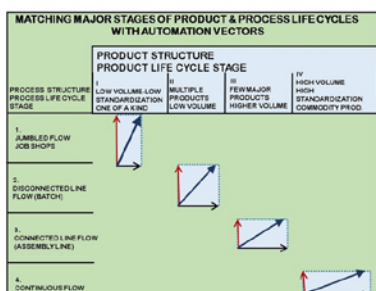 MATCHING MAJOR STAGES OF PRODUCT & PROCESS LIFE CYCLES
WITH AUTOMATION VECTORS
PRODUCT STRUCTURE
PRODUCT LIFE CYCLE STAGE
PROCESS STRUCTURE
PROCESS LIFE CYCLE
STAGE
I
LOW VOLUME-LOW
STANDARDIZATION
ONE OF A KIND
II
MULTIPLE
PRODUCTS
LOW VOLUME
III
FEW MAJOR
PRODUCTS
HIGHER VOLUME
IV
HIGH VOLUME
HIGH
STANDARDIZATION
COMMODITY PROD.
1.
JUMBLED FLOW
JOB SHOPS
2.
DISCONNECTED LINE
FLOW (BATCH)
3.
CONNECTED LINE FLOW
(ASSEMBLY LINE)
4.
CONTINUOUS FLOW